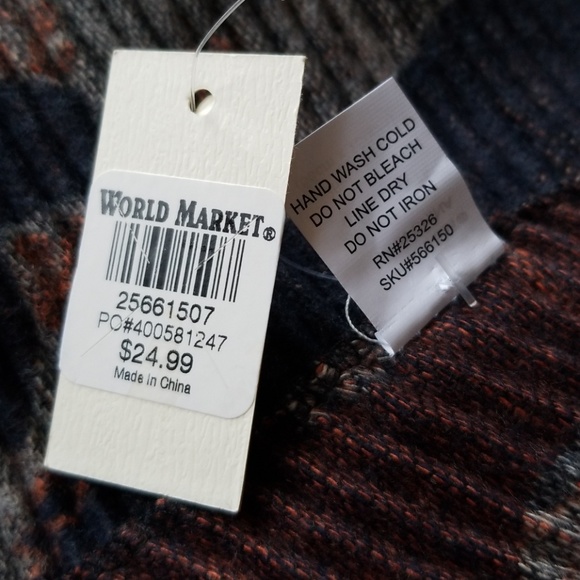 WORLD MARKET®
25661507
PO#400581247
$24.99
Made in China
HAND WASH COLD
DO NOT BLEACH
LINE DRY
DO NOT IRON
RN#25326
SKU#566150